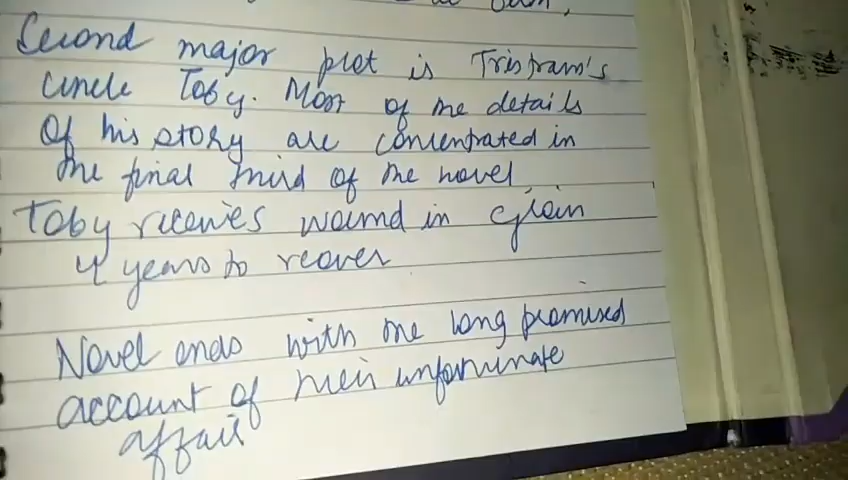 Second major plot is Tristram's
uncle Toby. Most of the details
Of his story are concentrated in
the final third of the novel
Toby receives wound in groin
4 years to recover
Novel ends with the long promised
account of their unfortunate
affair